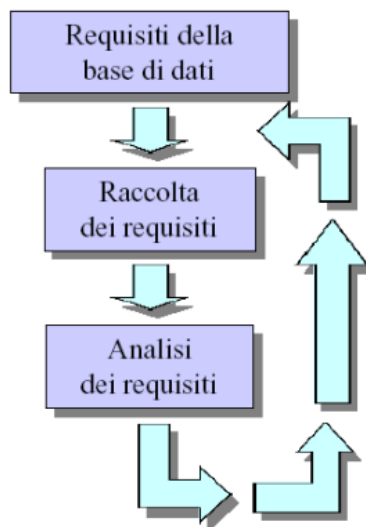 Requisiti della
base di dati
Raccolta
dei requisiti
Analisi
dei requisiti